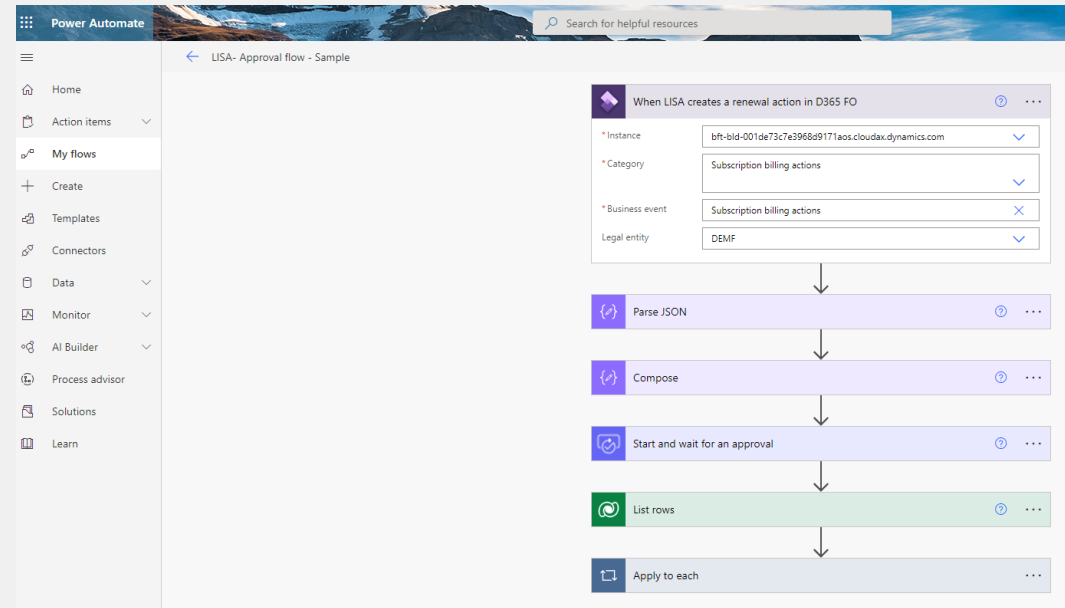 Power Automate
Search for helpful resources
LISA- Approval flow - Sample
Home
Action items
My flows
Create
Templates
Connectors
Data
Monitor
AI Builder
Process advisor
Solutions
Learn
When LISA creates a renewal action in D365 FO
* Instance
bft-bld-001de73c7e3968d9171aos.cloudax.dynamics.com
* Category
Subscription billing actions
* Business event
Subscription billing actions
Legal entity
DEMF
Parse JSON
Compose
Start and wait for an approval
List rows
Apply to each